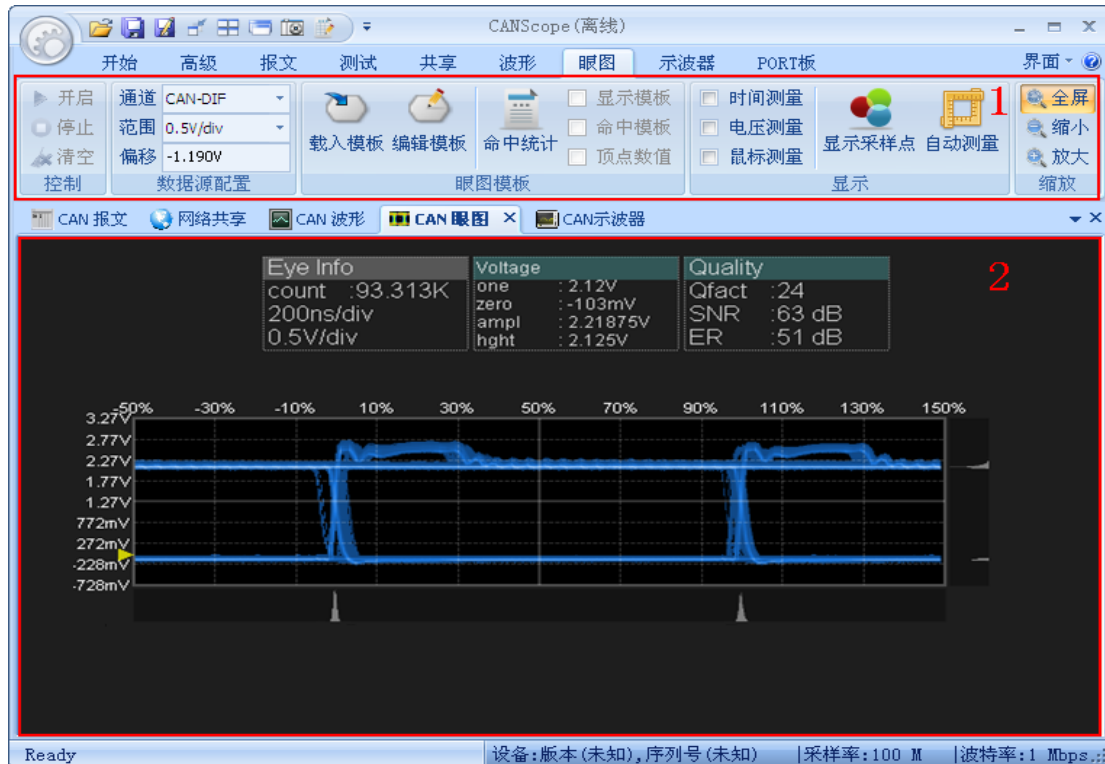 CANScope(离线)
开始 高级 报文 测试 共享 波形 眼图 示波器 PORT板 界面
开启 通道 CAN-DIF 显示模板 时间测量 1 全屏
停止 范围 0.5V/div 载入模板 编辑模板 命中统计 命中模板 电压测量 显示采样点 自动测量 缩小
清空 偏移 -1.190V 顶点数值 鼠标测量 放大
控制 数据源配置 眼图模板 显示 缩放
CAN 报文 网络共享 CAN 波形 CAN 眼图 CAN示波器
2
Eye Info
count :93.313K
200ns/div
0.5V/div
Voltage
one : 2.12V
zero : -103mV
ampl : 2.21875V
hght : 2.125V
Quality
Qfact :24
SNR :63 dB
ER :51 dB
-50% -30% -10% 10% 30% 50% 70% 90% 110% 130% 150%
3.27V
2.77V
2.27V
1.77V
1.27V
772mV
272mV
-228mV
-728mV
Ready 设备:版本(未知),序列号(未知) |采样率:100 M |波特率:1 Mbps